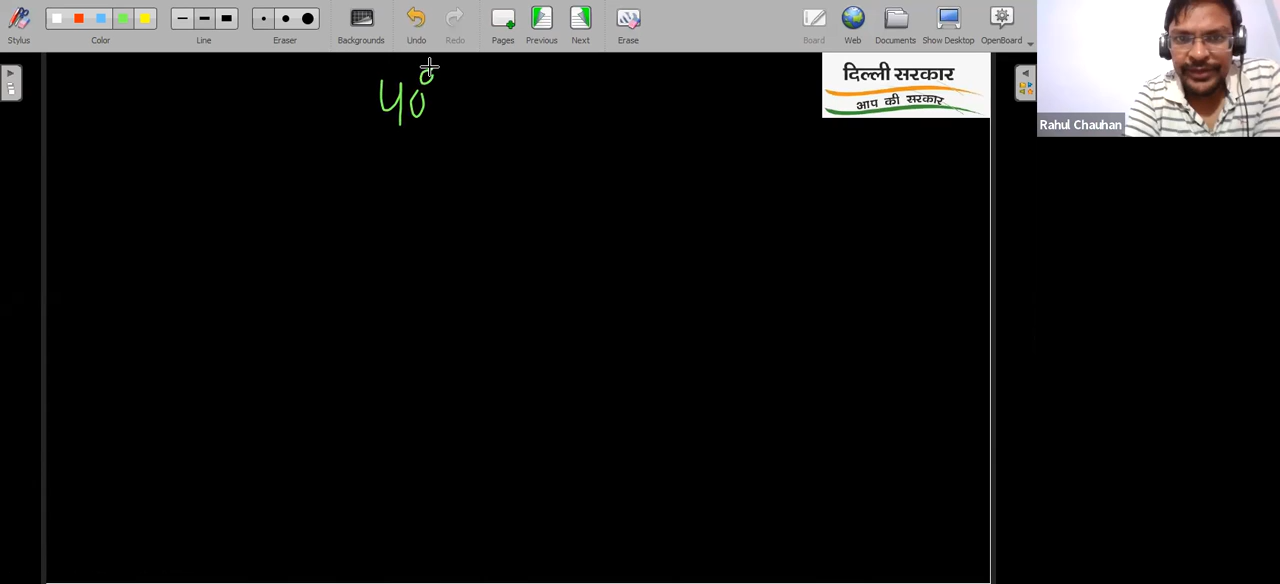 Stylus Color Line Eraser Backgrounds Undo Redo Pages Previous Next Erase Board Web Documents Show Desktop OpenBoard
40°
दिल्ली सरकार
आप की सरकार
Rahul Chauhan